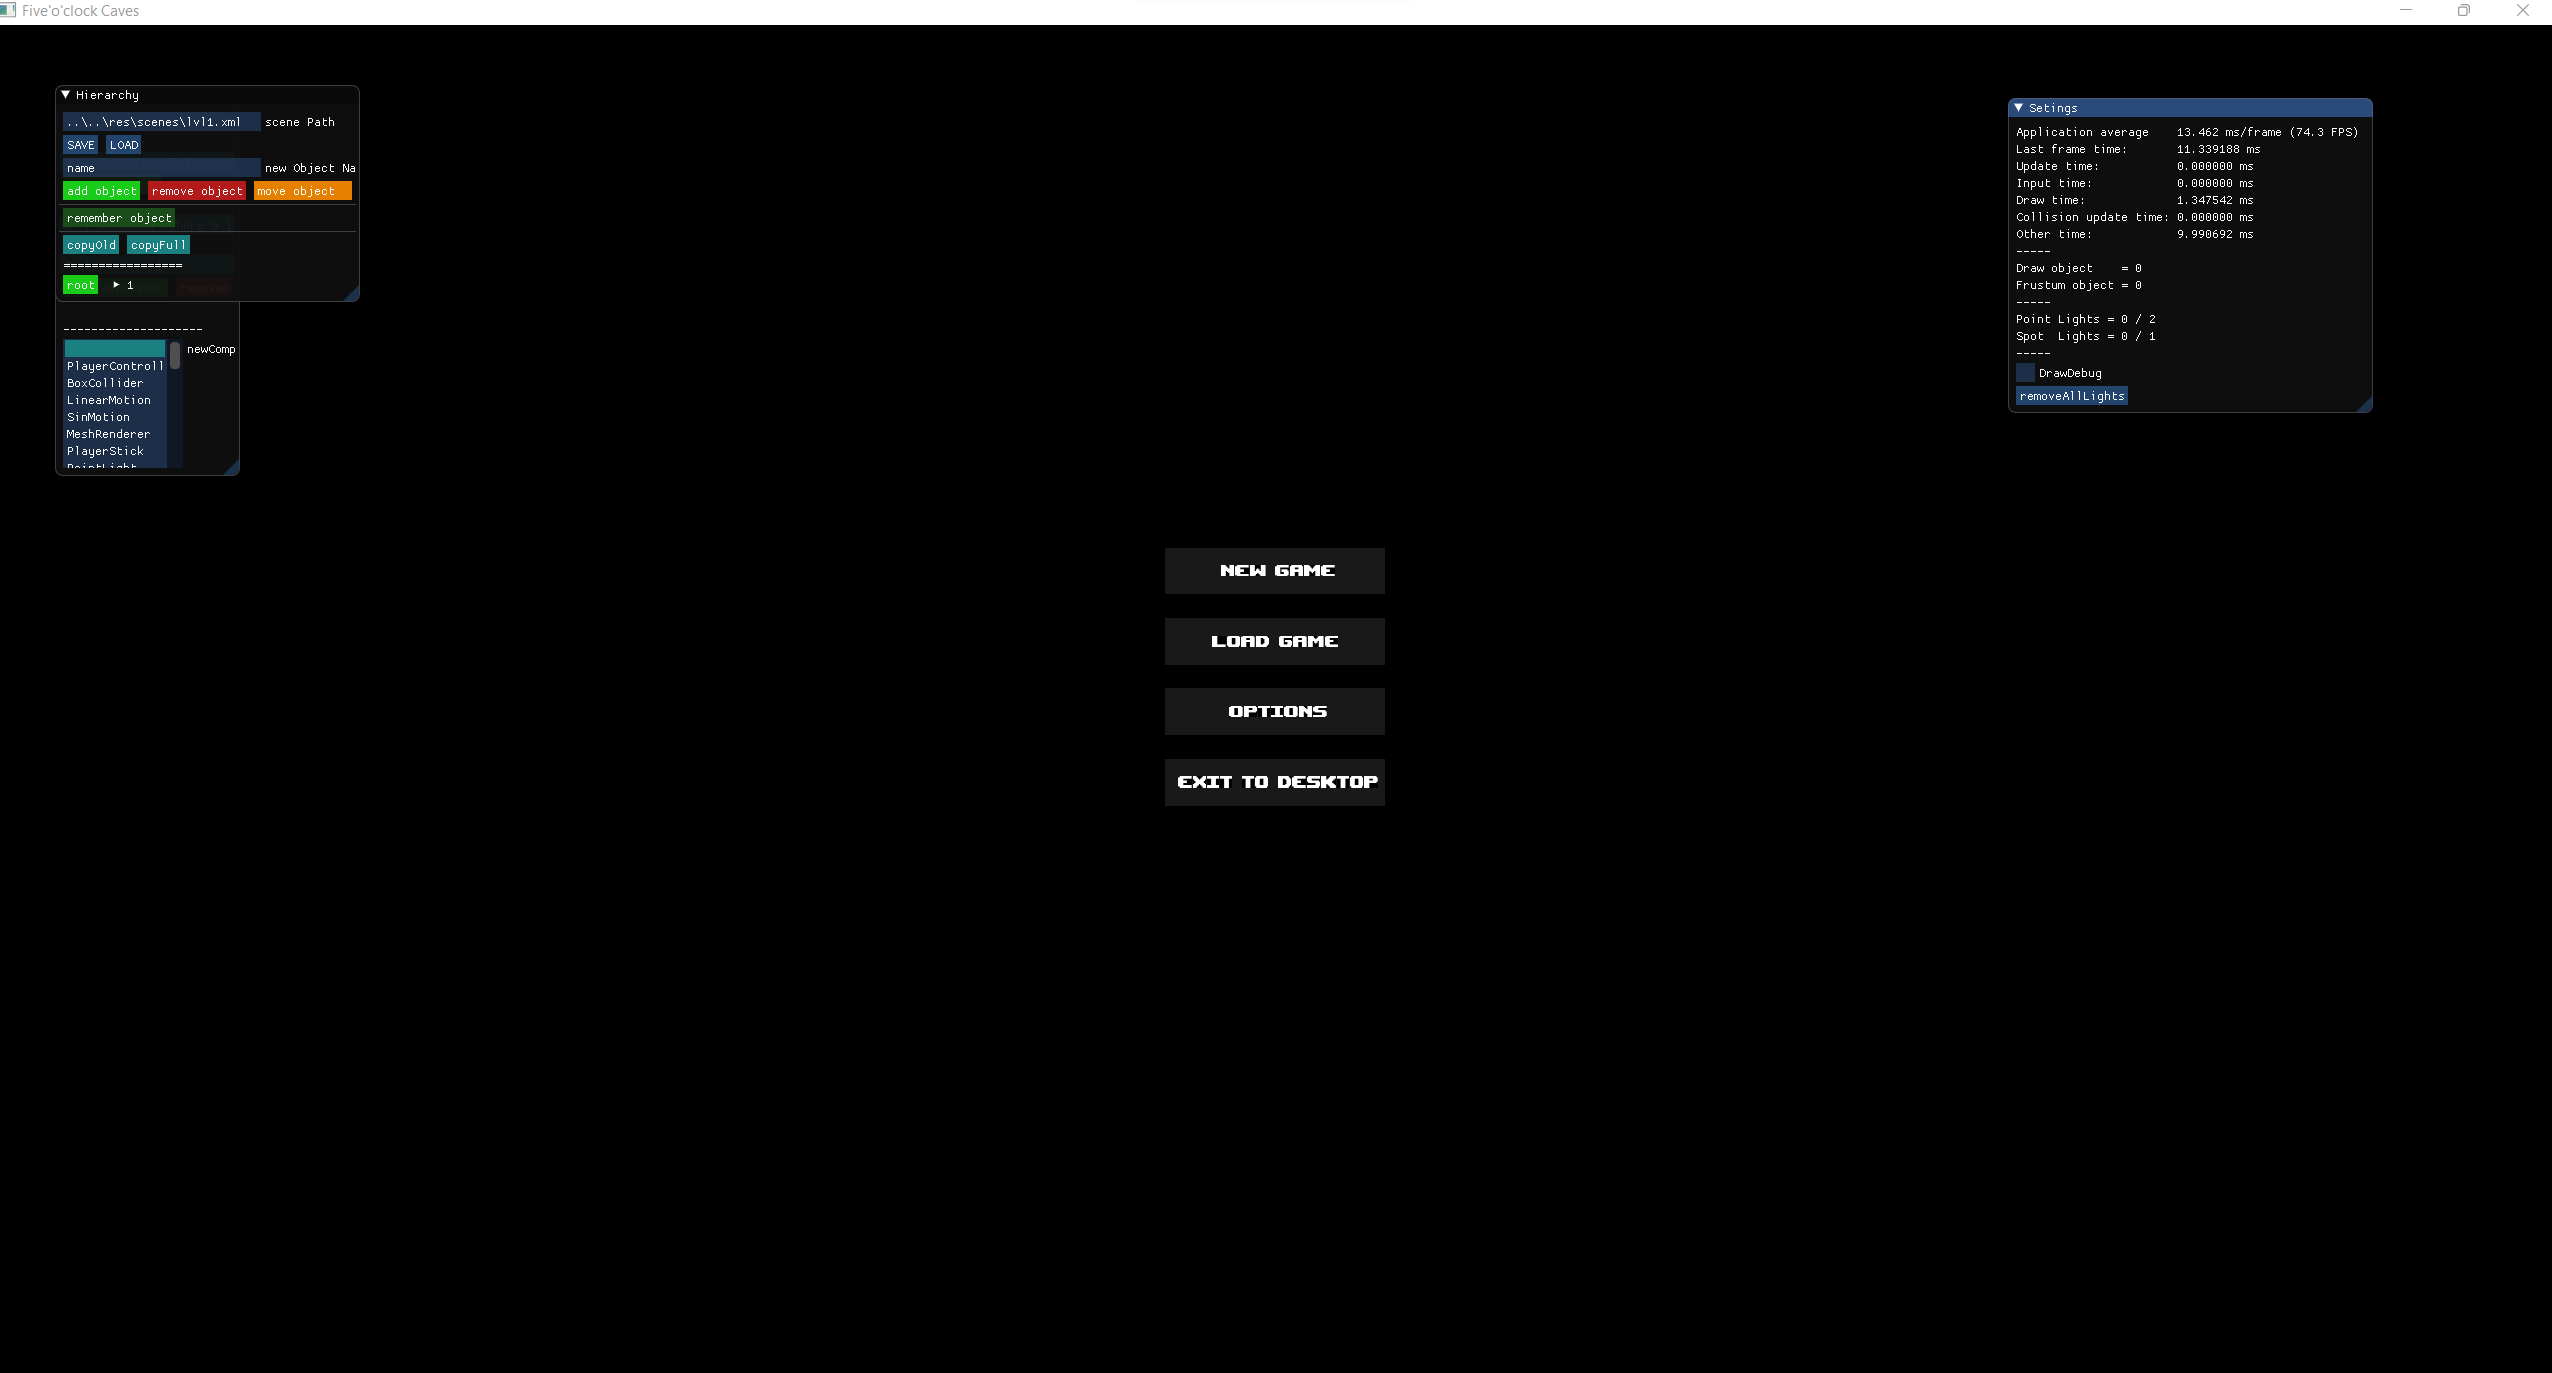 Five'o'clock Caves
Hierarchy
..\..\res\scenes\lvl1.xml scene Path
SAVE LOAD
name new Object Na
add object remove object move object
remember object
copyOld copyFull
=================
root 1
--------------------
newComp
PlayerControll
BoxCollider
LinearMotion
SinMotion
MeshRenderer
PlayerStick
PointLight
Setings
Application average 13.462 ms/frame (74.3 FPS)
Last frame time: 11.339188 ms
Update time: 0.000000 ms
Input time: 0.000000 ms
Draw time: 1.347542 ms
Collision update time: 0.000000 ms
Other time: 9.990692 ms
-----
Draw object = 0
Frustum object = 0
-----
Point Lights = 0 / 2
Spot Lights = 0 / 1
-----
DrawDebug
removeAllLights
NEW GAME
LOAD GAME
OPTIONS
EXIT TO DESKTOP